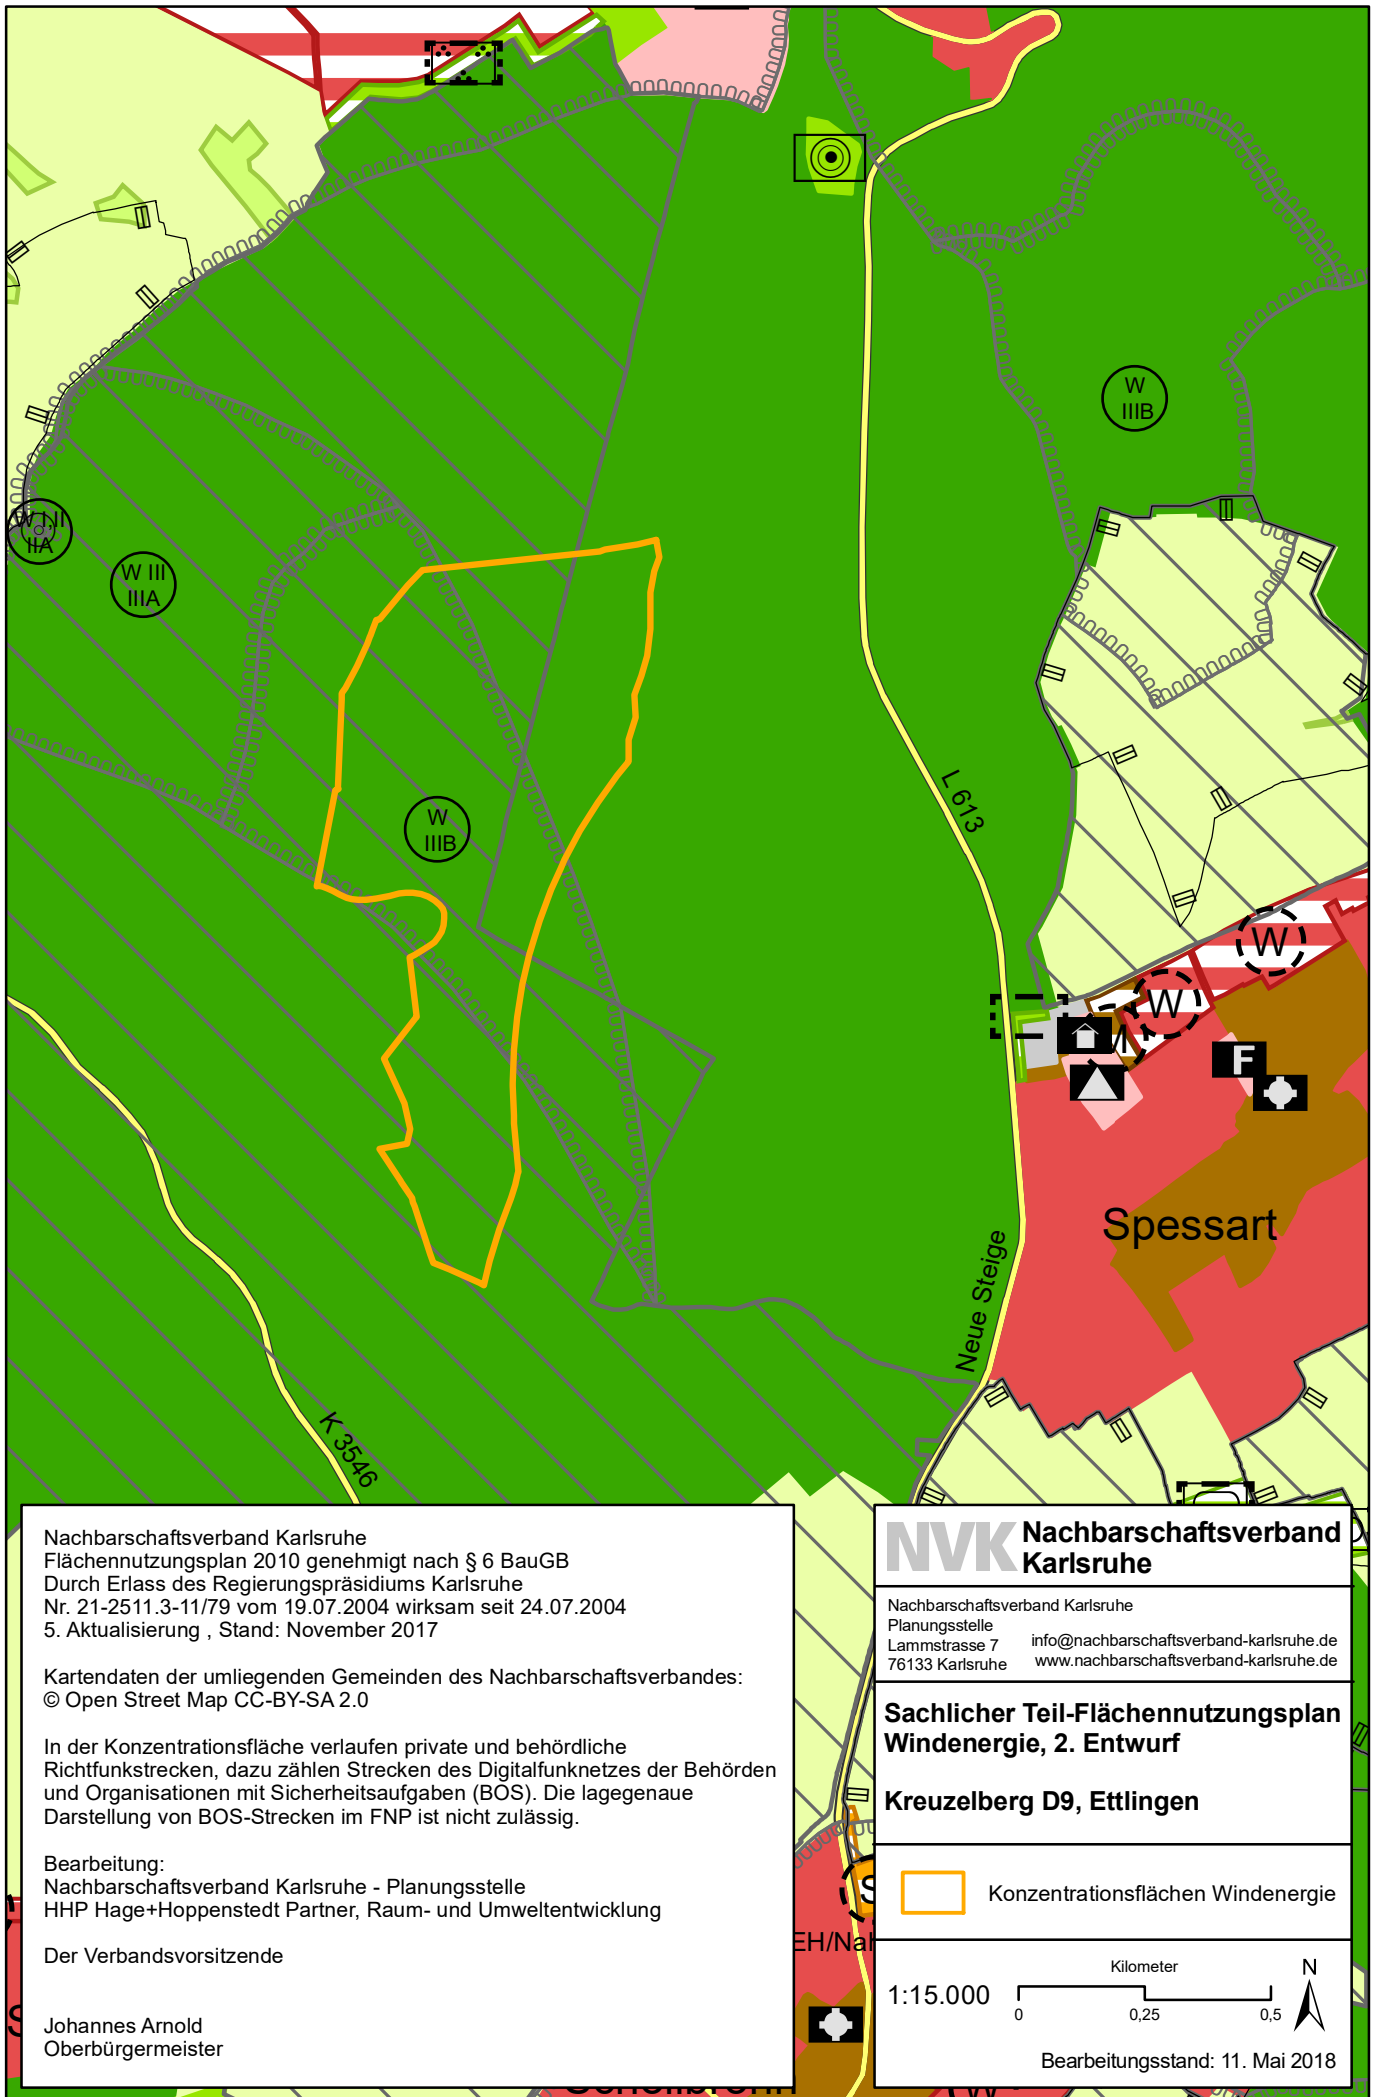 W
IIIB
W I,II
IIA
W III
IIIA
W
IIIB
L 613
W
W
M
F
Spessart
Neue Steige
K 3546
Nachbarschaftsverband Karlsruhe
Flächennutzungsplan 2010 genehmigt nach § 6 BauGB
Durch Erlass des Regierungspräsidiums Karlsruhe
Nr. 21-2511.3-11/79 vom 19.07.2004 wirksam seit 24.07.2004
5. Aktualisierung , Stand: November 2017
Kartendaten der umliegenden Gemeinden des Nachbarschaftsverbandes:
© Open Street Map CC-BY-SA 2.0
In der Konzentrationsfläche verlaufen private und behördliche
Richtfunkstrecken, dazu zählen Strecken des Digitalfunknetzes der Behörden
und Organisationen mit Sicherheitsaufgaben (BOS). Die lagegenaue
Darstellung von BOS-Strecken im FNP ist nicht zulässig.
Bearbeitung:
Nachbarschaftsverband Karlsruhe - Planungsstelle
HHP Hage+Hoppenstedt Partner, Raum- und Umweltentwicklung
Der Verbandsvorsitzende
Johannes Arnold
Oberbürgermeister
NVK Nachbarschaftsverband
Karlsruhe
Nachbarschaftsverband Karlsruhe
Planungsstelle
Lammstrasse 7 info@nachbarschaftsverband-karlsruhe.de
76133 Karlsruhe www.nachbarschaftsverband-karlsruhe.de
Sachlicher Teil-Flächennutzungsplan
Windenergie, 2. Entwurf
Kreuzelberg D9, Ettlingen
Konzentrationsflächen Windenergie
Kilometer
N
1:15.000
0 0,25 0,5
Bearbeitungsstand: 11. Mai 2018